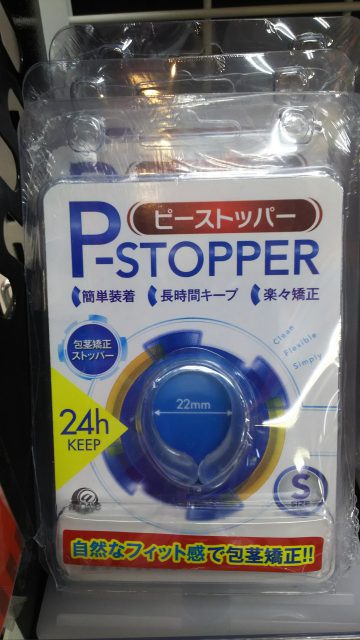 ピーストッパー
P-STOPPER
簡単装着 長時間キープ 楽々矯正
包茎矯正
ストッパー
Clean
Flexible
Simply
24h
KEEP
22mm
S
SIZE
自然なフィット感で包茎矯正!!